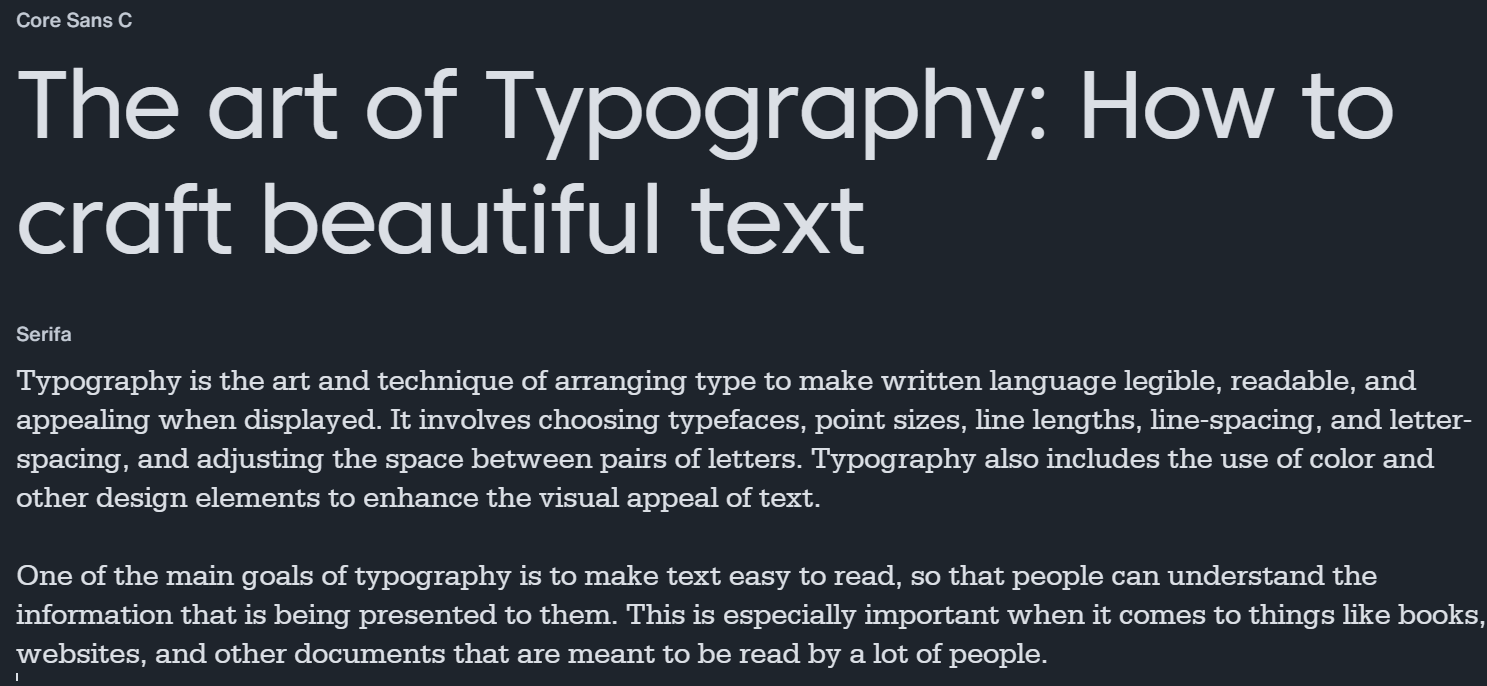 Core Sans C
The art of Typography: How to
craft beautiful text
Serifa
Typography is the art and technique of arranging type to make written language legible, readable, and
appealing when displayed. It involves choosing typefaces, point sizes, line lengths, line-spacing, and letter-
spacing, and adjusting the space between pairs of letters. Typography also includes the use of color and
other design elements to enhance the visual appeal of text.
One of the main goals of typography is to make text easy to read, so that people can understand the
information that is being presented to them. This is especially important when it comes to things like books,
websites, and other documents that are meant to be read by a lot of people.